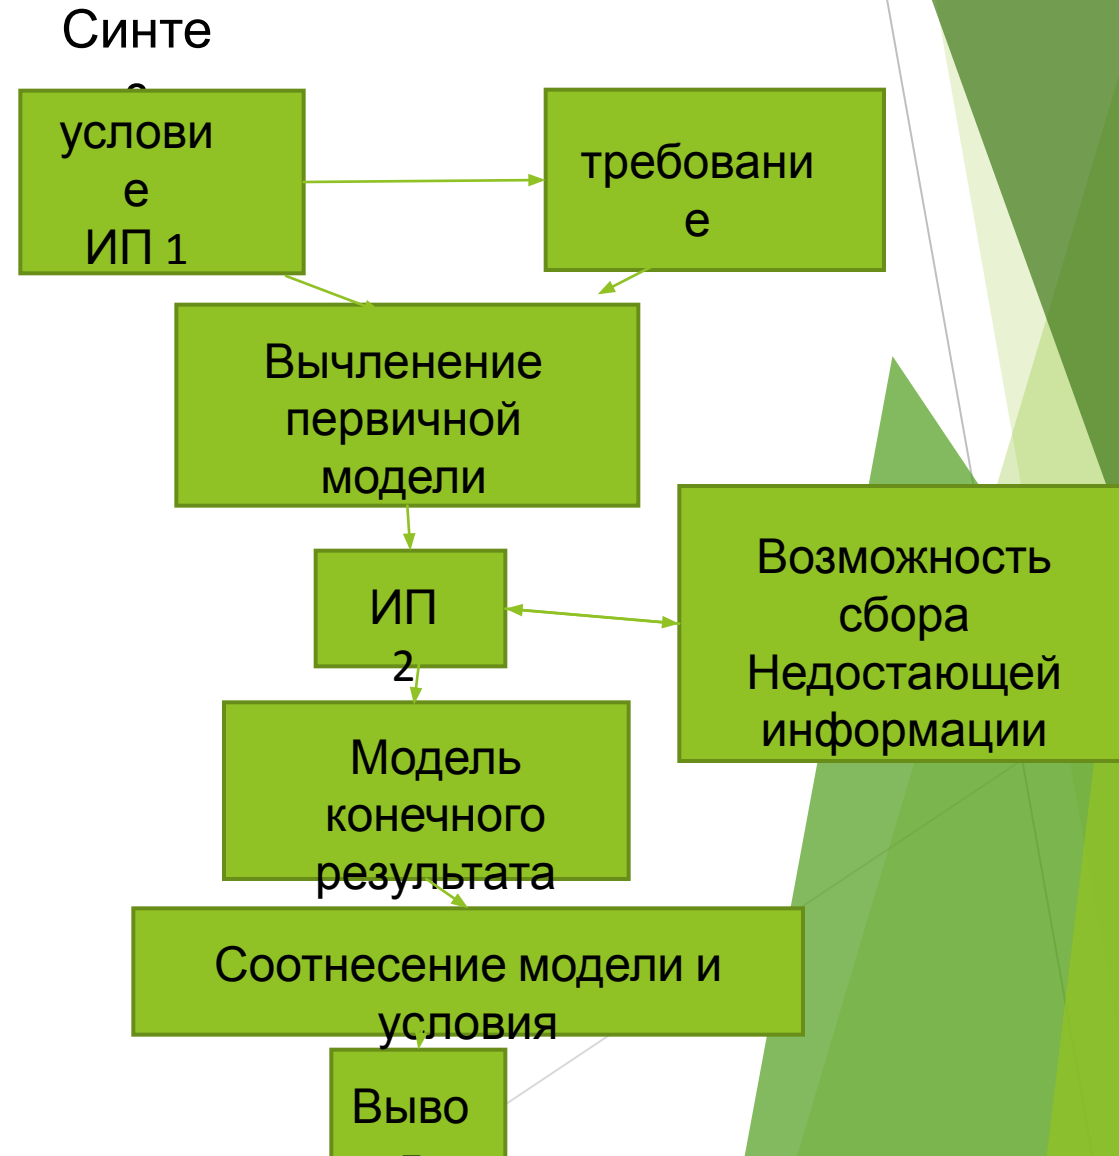 Синте
услови
е
ИП 1
требовани
е
Вычленение
первичной
модели
ИП
2
Возможность
сбора
Недостающей
информации
Модель
конечного
результата
Соотнесение модели и
условия
Выво